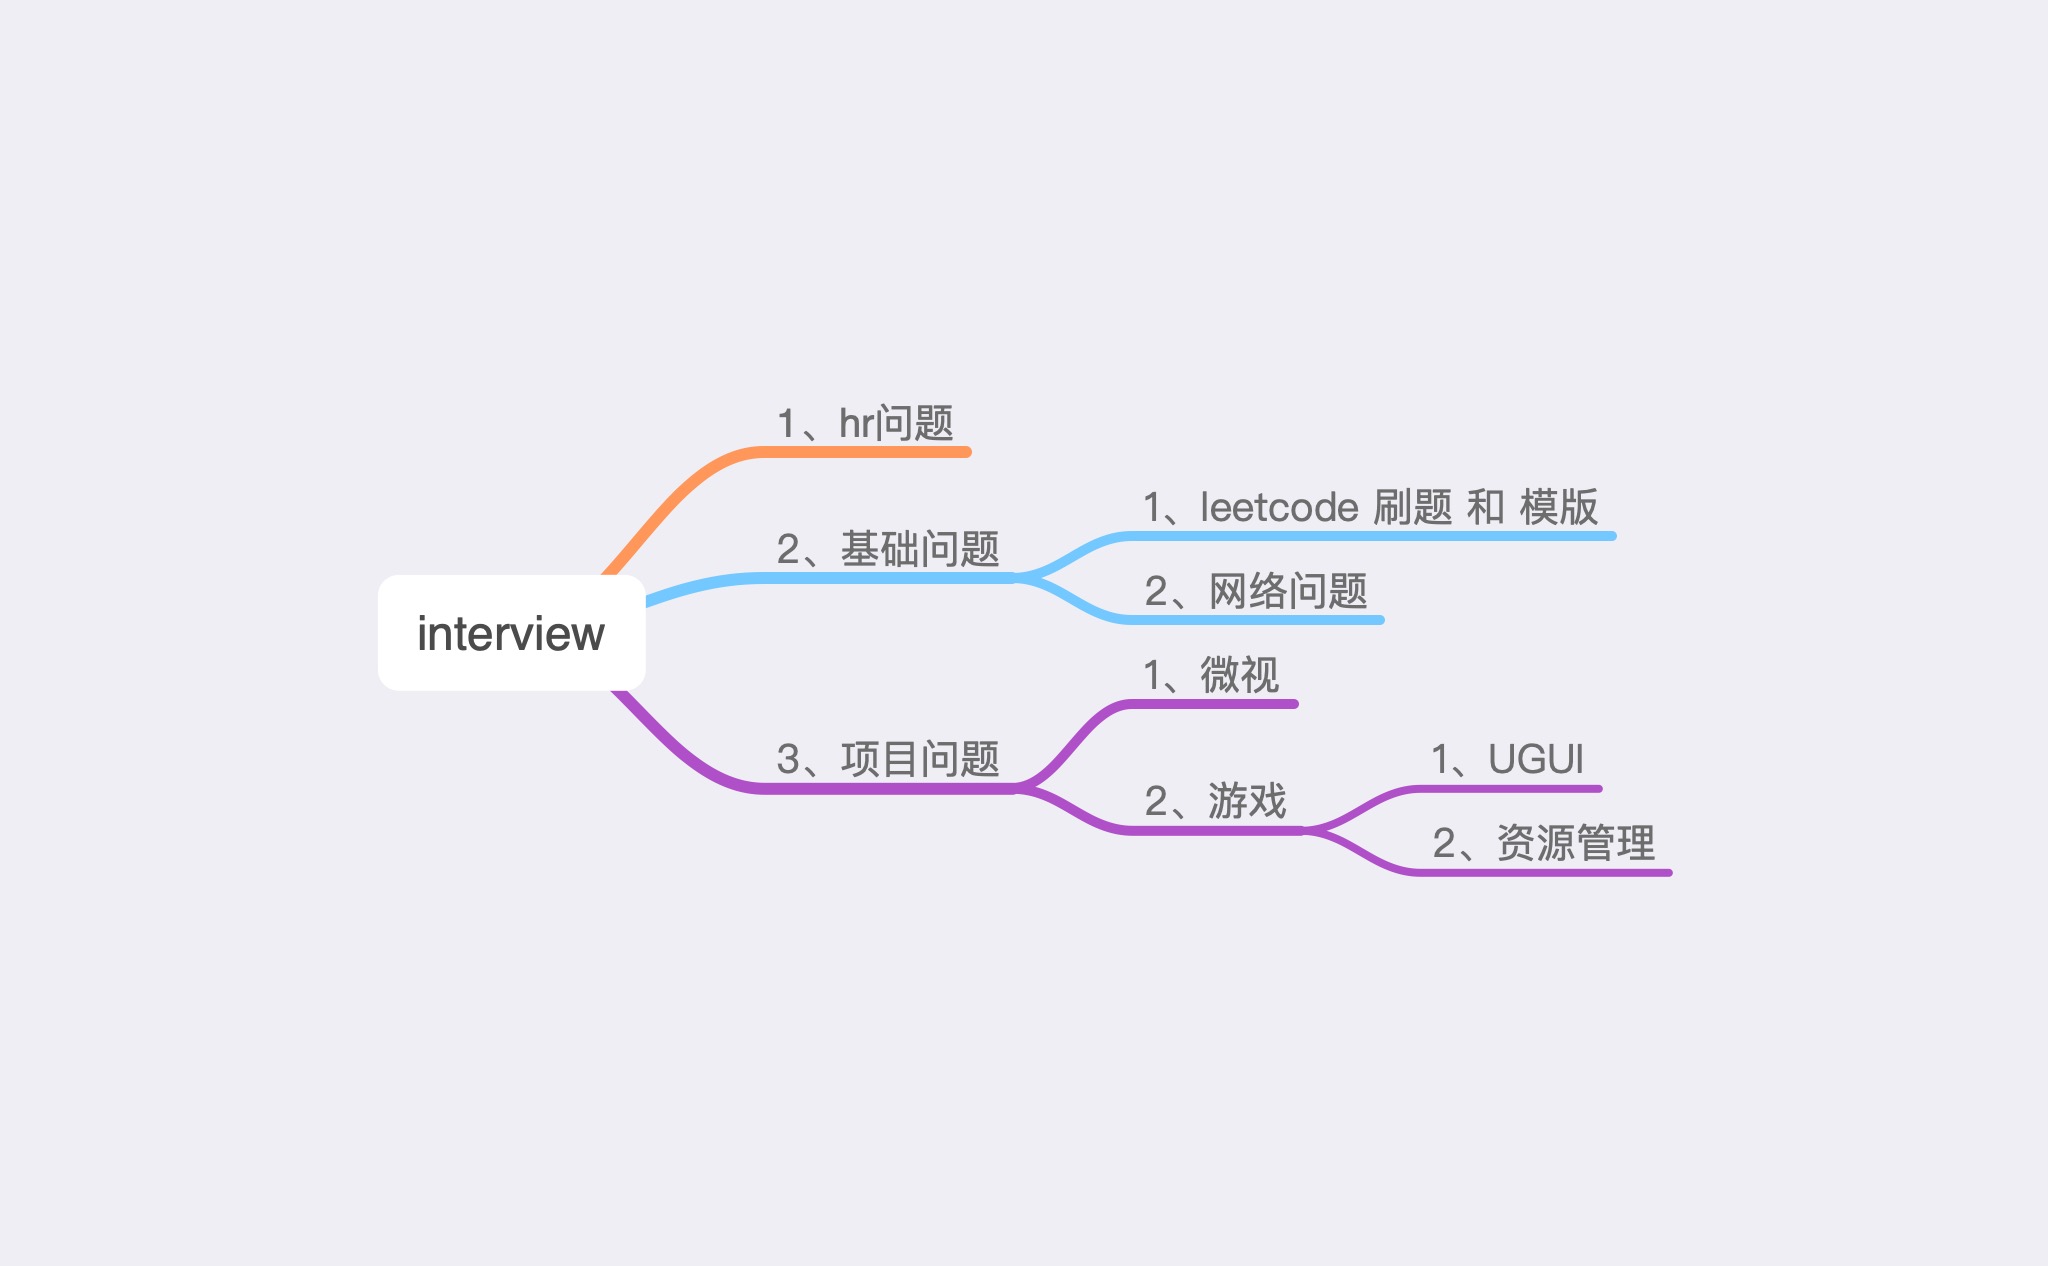 interview
1、hr问题
2、基础问题
1、leetcode 刷题 和 模版
2、网络问题
3、项目问题
1、微视
2、游戏
1、UGUI
2、资源管理